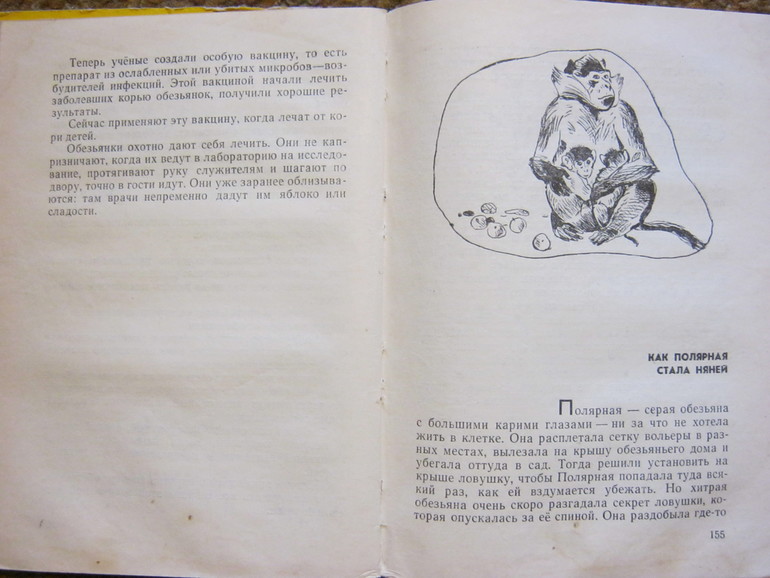 Теперь учёные создали особую вакцину, то есть
препарат из ослабленных или убитых микробов—воз-
будителей инфекций. Этой вакциной начали лечить
заболевших корью обезьянок, получили хорошие ре-
зультаты.
Сейчас применяют эту вакцину, когда лечат от ко-
ри детей.
Обезьянки охотно дают себя лечить. Они не кап-
ризничают, когда их ведут в лабораторию на исследо-
вание, протягивают руку служителям и шагают по
двору, точно в гости идут. Они уже заранее облизыва-
ются: там врачи непременно дадут им яблоко или
сладости.
КАК ПОЛЯРНАЯ
СТАЛА НЯНЕЙ
Полярная — серая обезьяна
с большими карими глазами — ни за что не хотела
жить в клетке. Она расплетала сетку вольеры в раз-
ных местах, вылезала на крышу обезьяньего дома и
убегала оттуда в сад. Тогда решили установить на
крыше ловушку, чтобы Полярная попадала туда вся-
кий раз, как ей вздумается убежать. Но хитрая
обезьяна очень скоро разгадала секрет ловушки, ко-
торая опускалась за её спиной. Она раздобыла где-то
155